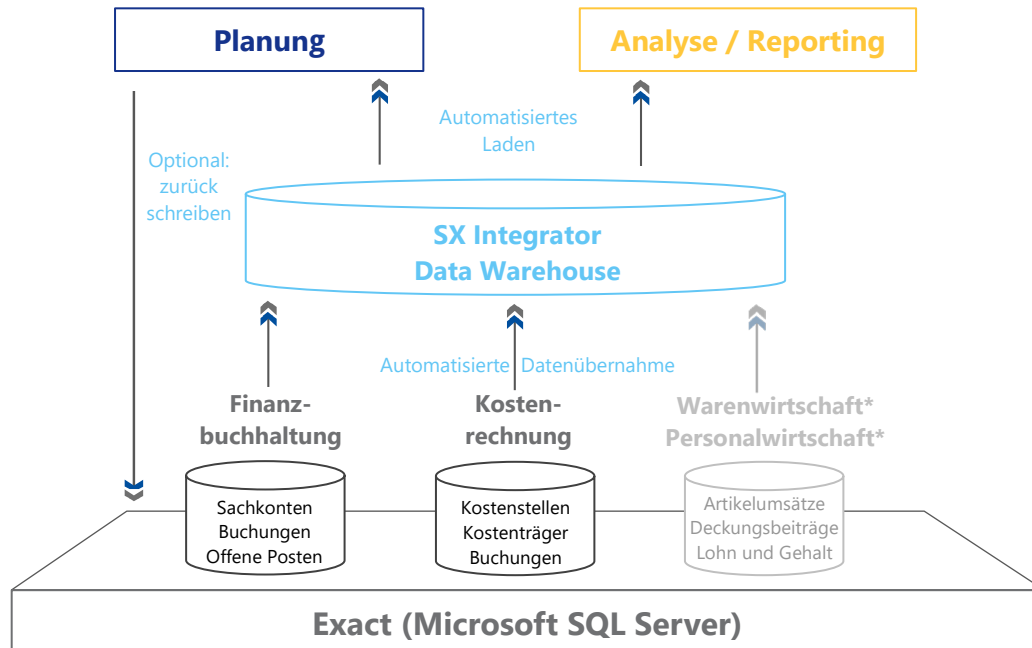 Planung
Analyse / Reporting
Automatisiertes
Laden
Optional:
zurück
schreiben
SX Integrator
Data Warehouse
Automatisierte Datenübernahme
Finanz-
buchhaltung
Kosten-
rechnung
Warenwirtschaft*
Personalwirtschaft*
Sachkonten
Buchungen
Offene Posten
Kostenstellen
Kostenträger
Buchungen
Artikelumsätze
Deckungsbeiträge
Lohn und Gehalt
Exact (Microsoft SQL Server)